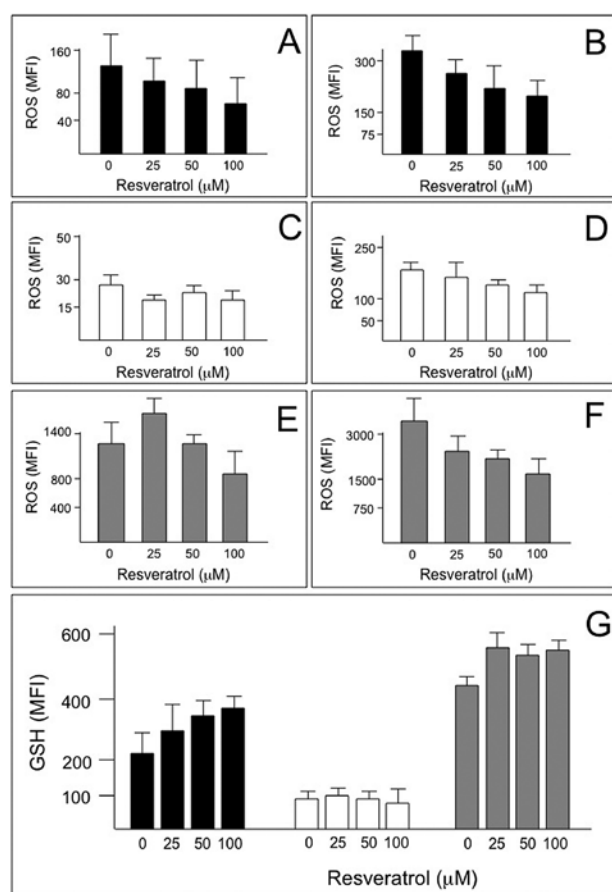 A
ROS (MFI)
160
80
40
0 25 50 100
Resveratrol (μM)
B
ROS (MFI)
300
150
75
0 25 50 100
Resveratrol (μM)
C
ROS (MFI)
50
30
15
0 25 50 100
Resveratrol (μM)
D
ROS (MFI)
250
100
50
0 25 50 100
Resveratrol (μM)
E
ROS (MFI)
1400
800
400
0 25 50 100
Resveratrol (μM)
F
ROS (MFI)
3000
1500
750
0 25 50 100
Resveratrol (μM)
G
GSH (MFI)
600
400
200
100
0 25 50 100 0 25 50 100 0 25 50 100
Resveratrol (μM)